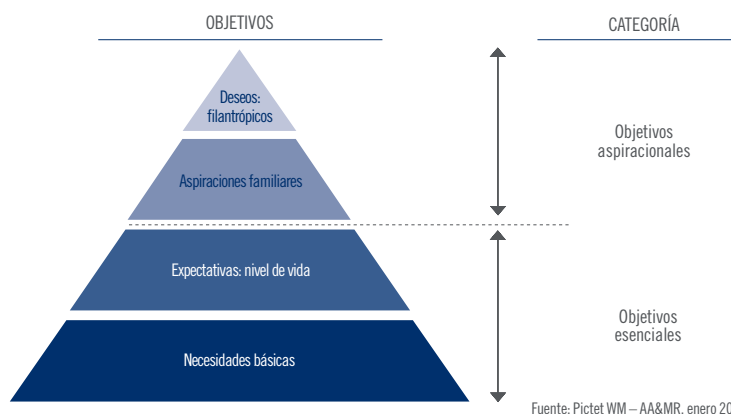 OBJETIVOS
CATEGORÍA
Deseos:
filantrópicos
Aspiraciones familiares
Objetivos
aspiracionales
Expectativas: nivel de vida
Necesidades básicas
Objetivos
esenciales
Fuente: Pictet WM – AA&MR, enero